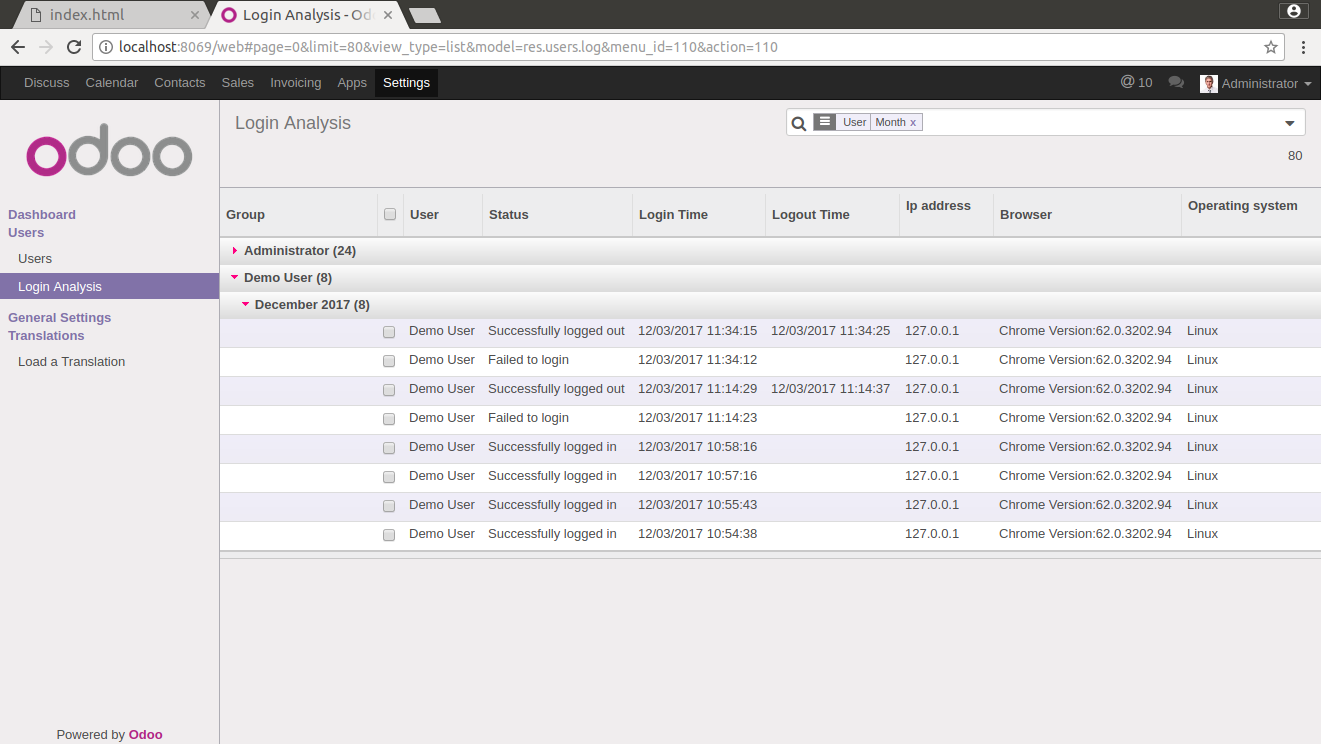 index.html
Login Analysis - Od
localhost:8069/web#page=0&limit=80&view_type=list&model=res.users.log&menu_id=110&action=110
Discuss Calendar Contacts Sales Invoicing Apps Settings @ 10 Administrator
odoo
Dashboard
Users
Users
Login Analysis
General Settings
Translations
Load a Translation
Powered by Odoo
Login Analysis
User Month x
80
Group User Status Login Time Logout Time Ip address Browser Operating system
Administrator (24)
Demo User (8)
December 2017 (8)
Demo User Successfully logged out 12/03/2017 11:34:15 12/03/2017 11:34:25 127.0.0.1 Chrome Version:62.0.3202.94 Linux
Demo User Failed to login 12/03/2017 11:34:12 127.0.0.1 Chrome Version:62.0.3202.94 Linux
Demo User Successfully logged out 12/03/2017 11:14:29 12/03/2017 11:14:37 127.0.0.1 Chrome Version:62.0.3202.94 Linux
Demo User Failed to login 12/03/2017 11:14:23 127.0.0.1 Chrome Version:62.0.3202.94 Linux
Demo User Successfully logged in 12/03/2017 10:58:16 127.0.0.1 Chrome Version:62.0.3202.94 Linux
Demo User Successfully logged in 12/03/2017 10:57:16 127.0.0.1 Chrome Version:62.0.3202.94 Linux
Demo User Successfully logged in 12/03/2017 10:55:43 127.0.0.1 Chrome Version:62.0.3202.94 Linux
Demo User Successfully logged in 12/03/2017 10:54:38 127.0.0.1 Chrome Version:62.0.3202.94 Linux